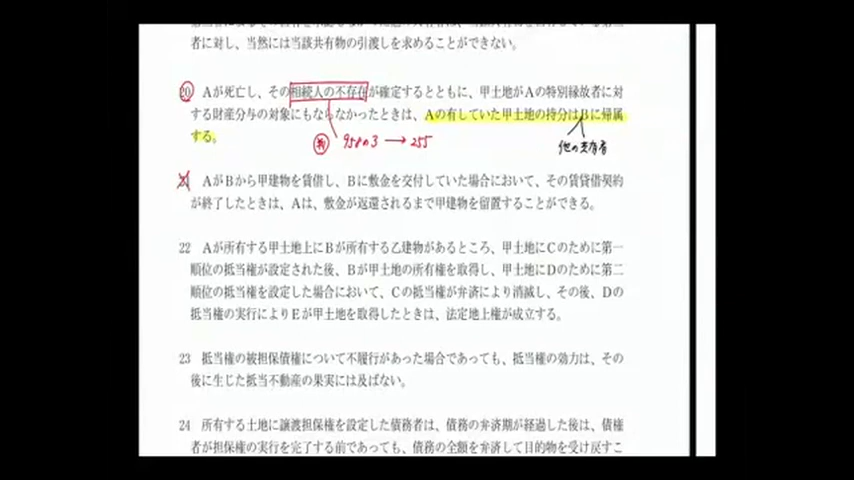 者に対し、当然には当該共有物の引渡しを求めることができない。
20 Aが死亡し、その相続人の不存在が確定するとともに、甲土地がAの特別縁故者に対
する財産分与の対象にもならなかったときは、Aの有していた甲土地の持分はBに帰属
する。
判 958の3 → 255
他の共有者
21 AがBから甲建物を賃借し、Bに敷金を交付していた場合において、その賃貸借契約
が終了したときは、Aは、敷金が返還されるまで甲建物を留置することができる。
22 Aが所有する甲土地上にBが所有する乙建物があるところ、甲土地にCのために第一
順位の抵当権が設定された後、Bが甲土地の所有権を取得し、甲土地にDのために第二
順位の抵当権を設定した場合において、Cの抵当権が弁済により消滅し、その後、Dの
抵当権の実行によりEが甲土地を取得したときは、法定地上権が成立する。
23 抵当権の被担保債権について不履行があった場合であっても、抵当権の効力は、その
後に生じた抵当不動産の果実には及ばない。
24 所有する土地に譲渡担保権を設定した債務者は、債務の弁済期が経過した後は、債権
者が担保権の実行を完了する前であっても、債務の全額を弁済して目的物を受け戻すこ